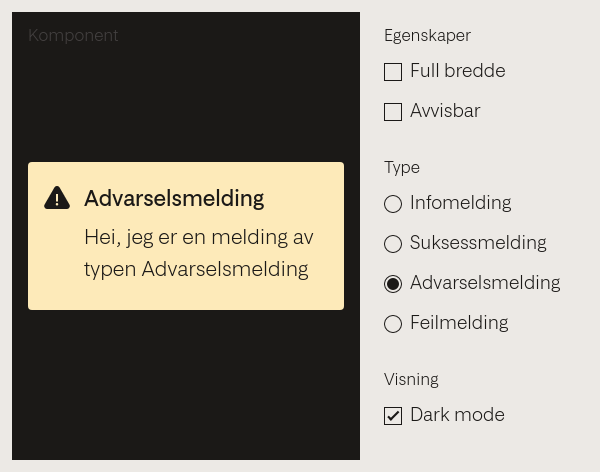 Komponent
Advarselsmelding
Hei, jeg er en melding av
typen Advarselsmelding
Egenskaper
Full bredde
Avvisbar
Type
Infomelding
Suksessmelding
Advarselsmelding
Feilmelding
Visning
Dark mode